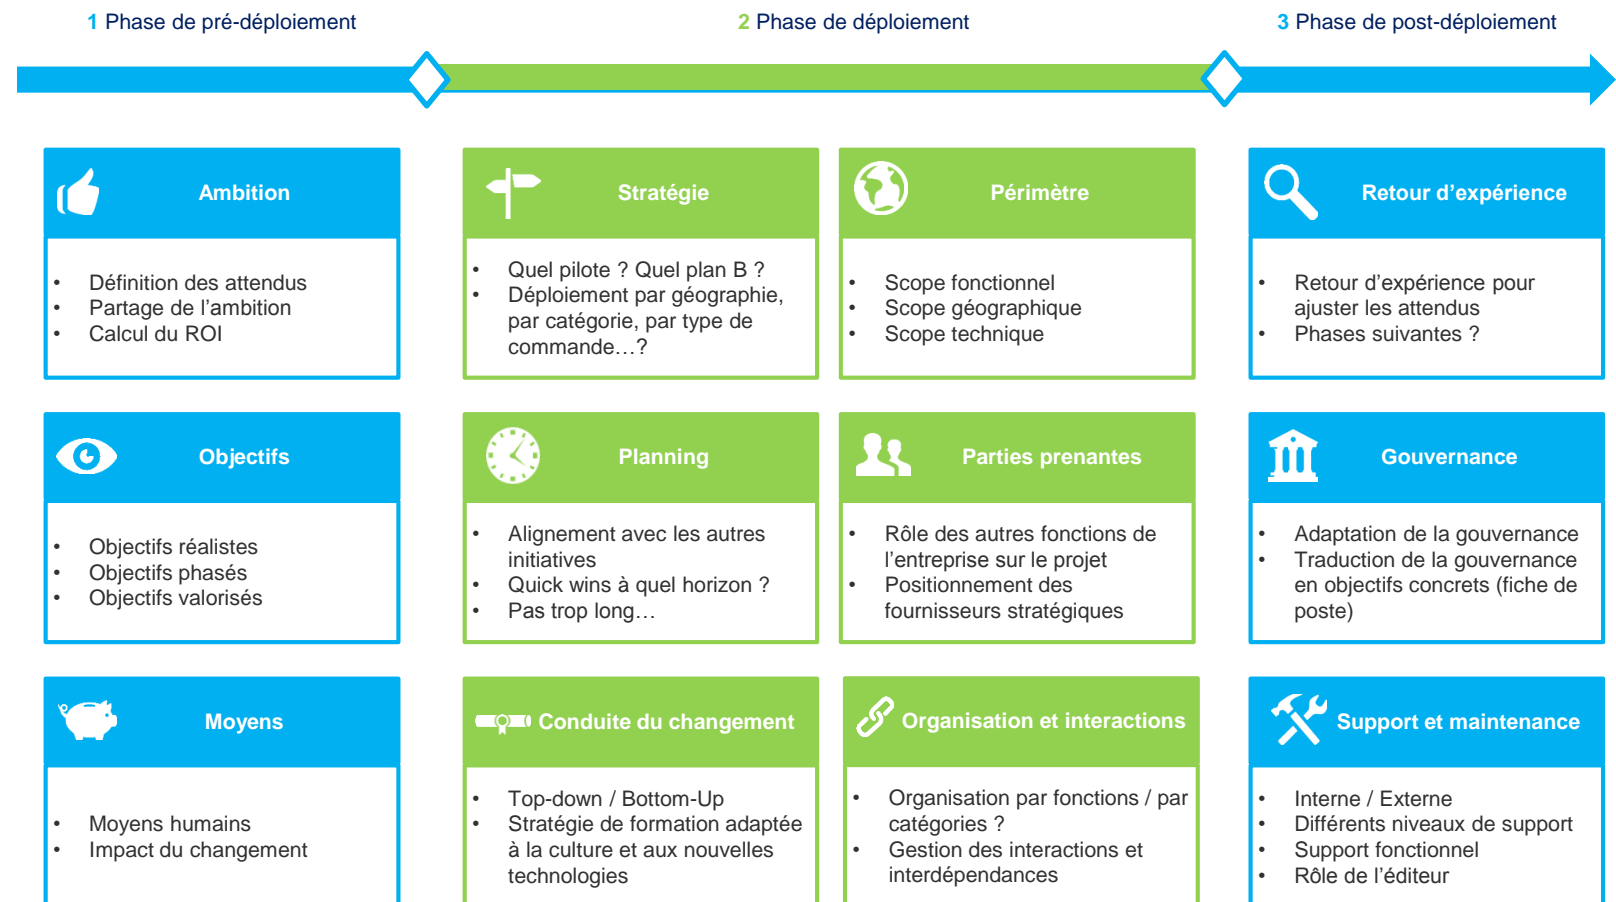 1 Phase de pré-déploiement
2 Phase de déploiement
3 Phase de post-déploiement
Ambition
• Définition des attendus
• Partage de l’ambition
• Calcul du ROI
Stratégie
• Quel pilote ? Quel plan B ?
• Déploiement par géographie,
par catégorie, par type de
commande…?
Périmètre
• Scope fonctionnel
• Scope géographique
• Scope technique
Retour d’expérience
• Retour d’expérience pour
ajuster les attendus
• Phases suivantes ?
Objectifs
• Objectifs réalistes
• Objectifs phasés
• Objectifs valorisés
Planning
• Alignement avec les autres
initiatives
• Quick wins à quel horizon ?
• Pas trop long…
Parties prenantes
• Rôle des autres fonctions de
l’entreprise sur le projet
• Positionnement des
fournisseurs stratégiques
Gouvernance
• Adaptation de la gouvernance
• Traduction de la gouvernance
en objectifs concrets (fiche de
poste)
Moyens
• Moyens humains
• Impact du changement
Conduite du changement
• Top-down / Bottom-Up
• Stratégie de formation adaptée
à la culture et aux nouvelles
technologies
Organisation et interactions
• Organisation par fonctions / par
catégories ?
• Gestion des interactions et
interdépendances
Support et maintenance
• Interne / Externe
• Différents niveaux de support
• Support fonctionnel
• Rôle de l’éditeur